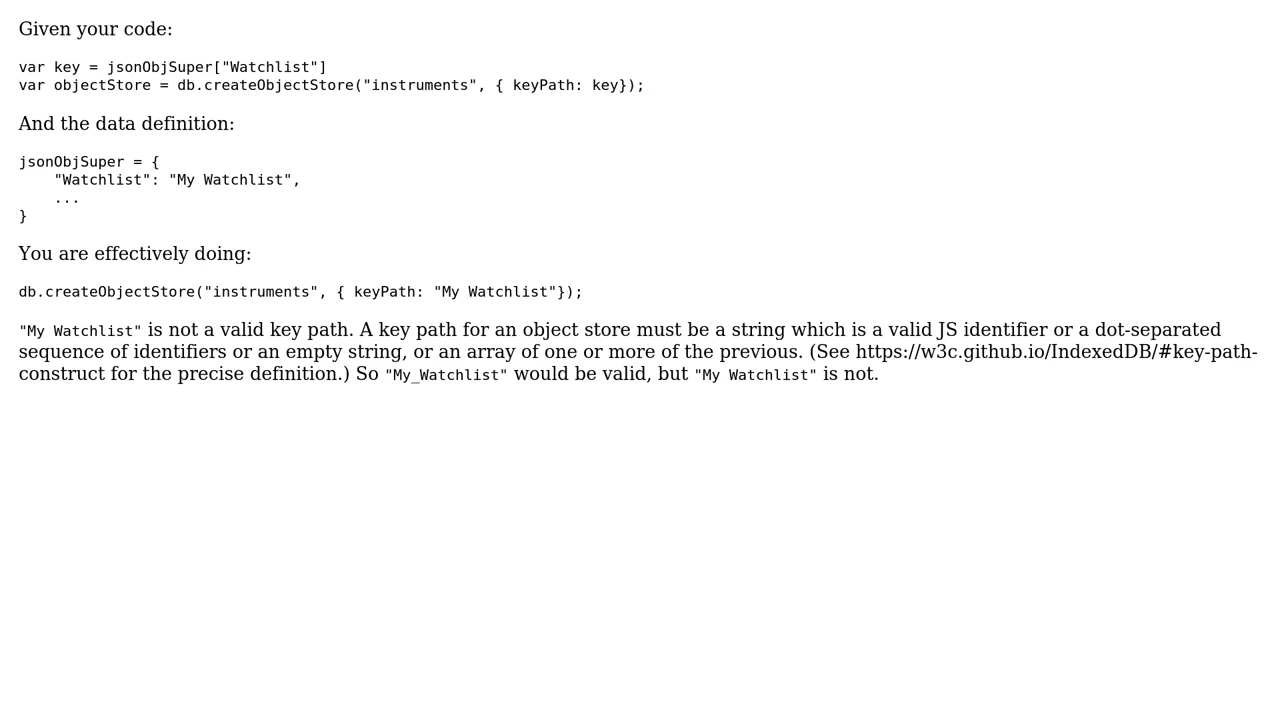 Given your code:
var key = jsonObjSuper["Watchlist"]
var objectStore = db.createObjectStore("instruments", { keyPath: key});
And the data definition:
jsonObjSuper = {
    "Watchlist": "My Watchlist",
    ...
}
You are effectively doing:
db.createObjectStore("instruments", { keyPath: "My Watchlist"});
"My Watchlist" is not a valid key path. A key path for an object store must be a string which is a valid JS identifier or a dot-separated
sequence of identifiers or an empty string, or an array of one or more of the previous. (See https://w3c.github.io/IndexedDB/#key-path-
construct for the precise definition.) So "My_Watchlist" would be valid, but "My Watchlist" is not.